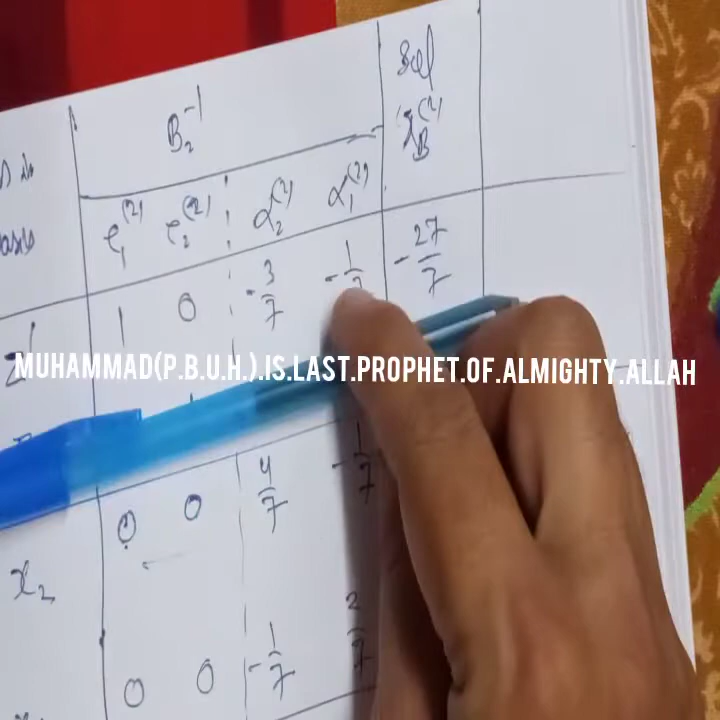 B₂⁻¹
Sol
X_B^(2)
e₁^(2) e₂^(2) α₂^(2) α₁^(2)
1 0 -3/7 -1/7 -27/7
MUHAMMAD(P.B.U.H.).IS.LAST.PROPHET.OF.ALMIGHTY.ALLAH
0 0 4/7 -1/7
x₂
0 0 -1/7 2/7